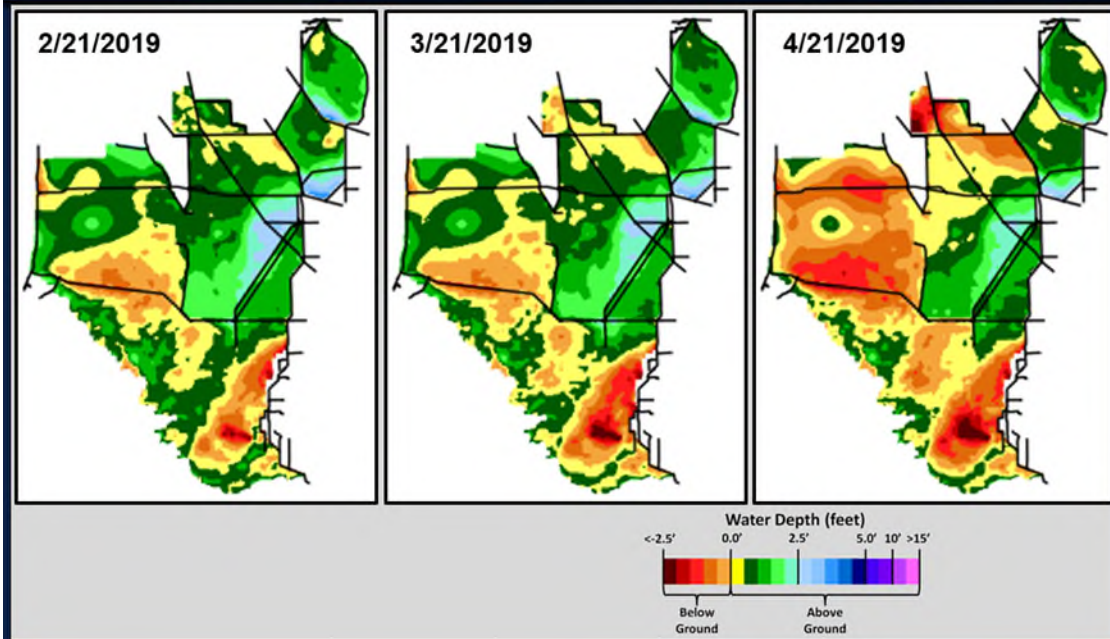 2/21/2019
3/21/2019
4/21/2019
Water Depth (feet)
<-2.5' 0.0' 2.5' 5.0' 10' >15'
Below Above
Ground Ground